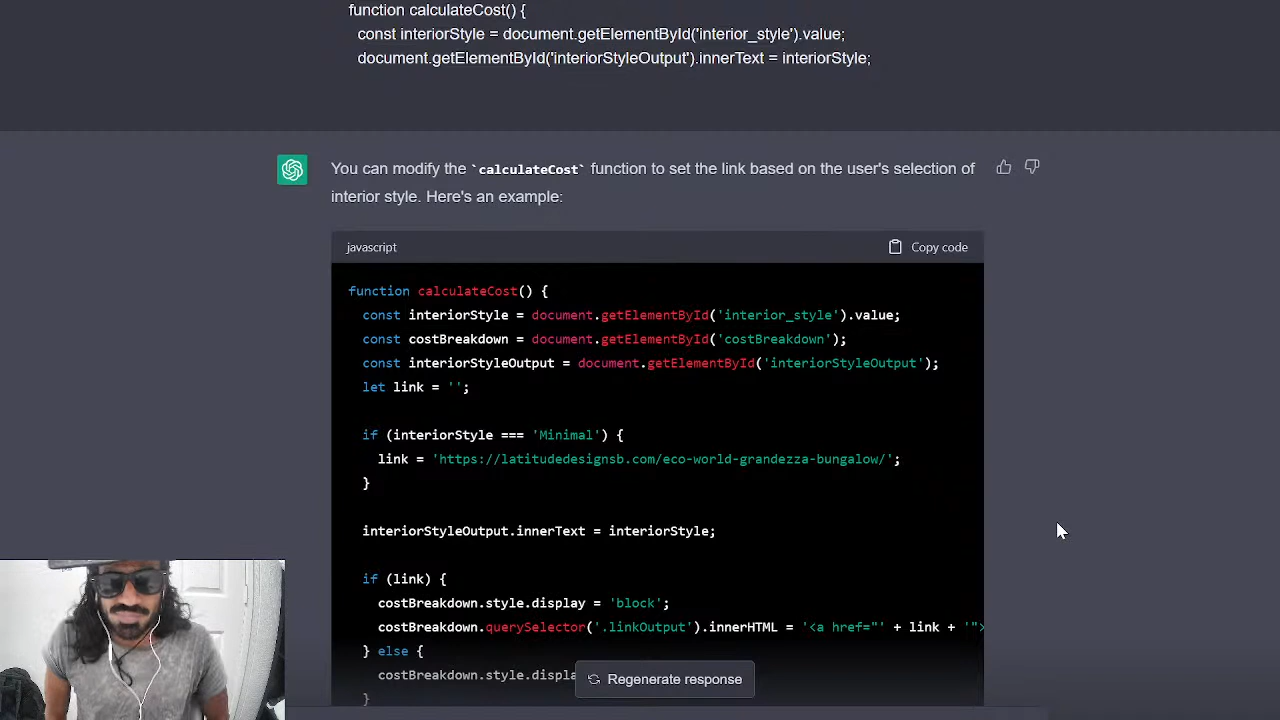 function calculateCost() {
const interiorStyle = document.getElementById('interior_style').value;
document.getElementById('interiorStyleOutput').innerText = interiorStyle;
You can modify the `calculateCost` function to set the link based on the user's selection of
interior style. Here's an example:
javascript
Copy code
function calculateCost() {
const interiorStyle = document.getElementById('interior_style').value;
const costBreakdown = document.getElementById('costBreakdown');
const interiorStyleOutput = document.getElementById('interiorStyleOutput');
let link = '';
if (interiorStyle === 'Minimal') {
link = 'https://latitudedesignsb.com/eco-world-grandezza-bungalow/';
}
interiorStyleOutput.innerText = interiorStyle;
if (link) {
costBreakdown.style.display = 'block';
costBreakdown.querySelector('.linkOutput').innerHTML = '<a href="' + link + '">
} else {
costBreakdown.style.displa
Regenerate response
}